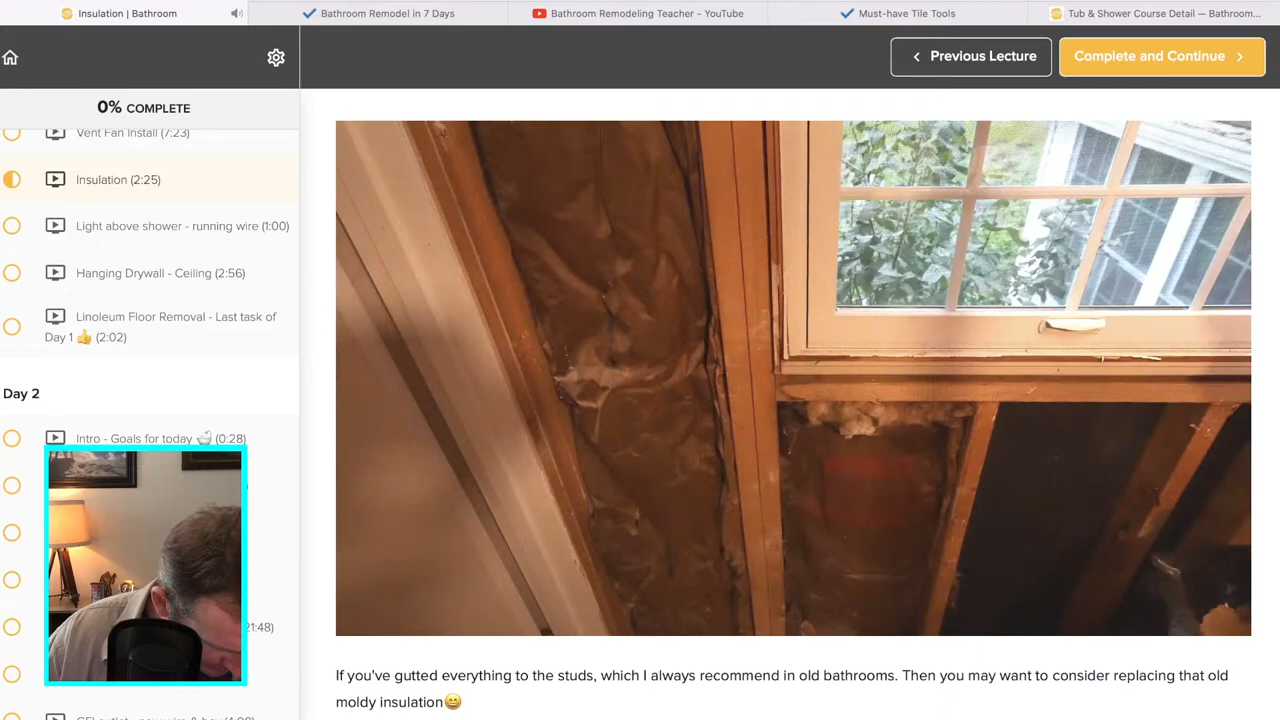 Insulation | Bathroom
Bathroom Remodel in 7 Days
Bathroom Remodeling Teacher - YouTube
Must-have Tile Tools
Tub & Shower Course Detail — Bathroom...
Previous Lecture
Complete and Continue
0% COMPLETE
Vent Fan Install (7:23)
Insulation (2:25)
Light above shower - running wire (1:00)
Hanging Drywall - Ceiling (2:56)
Linoleum Floor Removal - Last task of
Day 1 👍 (2:02)
Day 2
Intro - Goals for today 🛁 (0:28)
21:48)
If you've gutted everything to the studs, which I always recommend in old bathrooms. Then you may want to consider replacing that old
moldy insulation😄